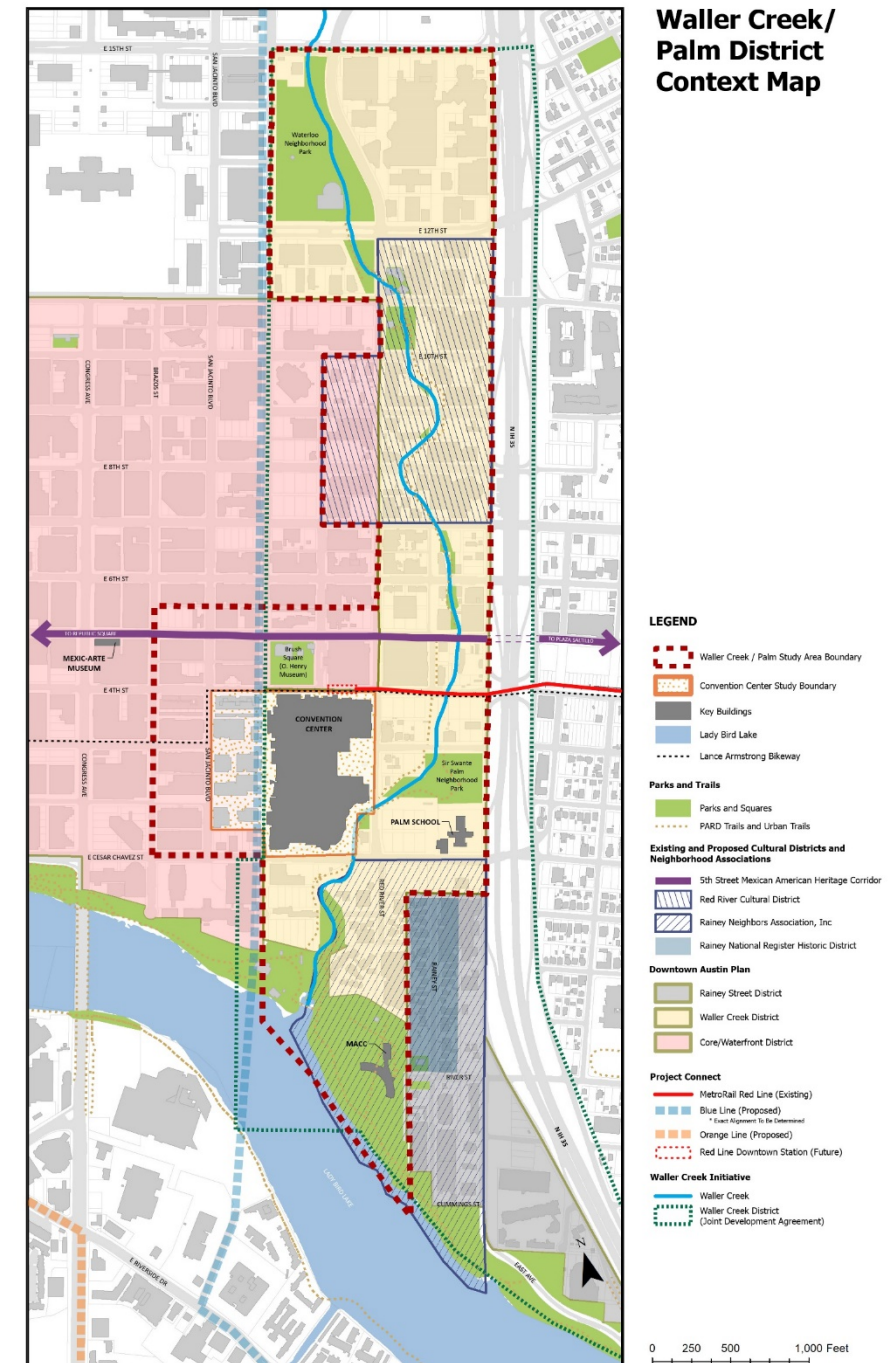 Waller Creek/
Palm District
Context Map
E 15TH ST
SAN JACINTO BLVD
Waterloo
Neighborhood
Park
E 12TH ST
E 10TH ST
CONGRESS AVE
BRAZOS ST
SAN JACINTO BLVD
N IH 35
E 8TH ST
E 6TH ST
TO REPUBLIC SQUARE
TO PLAZA SALTILLO
MEXIC-ARTE
MUSEUM
Brush
Square
(O. Henry
Museum)
E 4TH ST
CONVENTION
CENTER
SAN JACINTO BLVD
CONGRESS AVE
Sir Swante
Palm
Neighborhood
Park
PALM SCHOOL
E CESAR CHAVEZ ST
RED RIVER ST
RAINEY ST
MACC
RIVER ST
N IH 35
LADY BIRD LAKE
CUMMINGS ST
EAST AVE
E RIVERSIDE DR
N
LEGEND
Waller Creek / Palm Study Area Boundary
Convention Center Study Boundary
Key Buildings
Lady Bird Lake
Lance Armstrong Bikeway
Parks and Trails
Parks and Squares
PARD Trails and Urban Trails
Existing and Proposed Cultural Districts and
Neighborhood Associations
5th Street Mexican American Heritage Corridor
Red River Cultural District
Rainey Neighbors Association, Inc
Rainey National Register Historic District
Downtown Austin Plan
Rainey Street District
Waller Creek District
Core/Waterfront District
Project Connect
MetroRail Red Line (Existing)
Blue Line (Proposed)
* Exact Alignment To Be Determined
Orange Line (Proposed)
Red Line Downtown Station (Future)
Waller Creek Initiative
Waller Creek
Waller Creek District
(Joint Development Agreement)
0 250 500 1,000 Feet